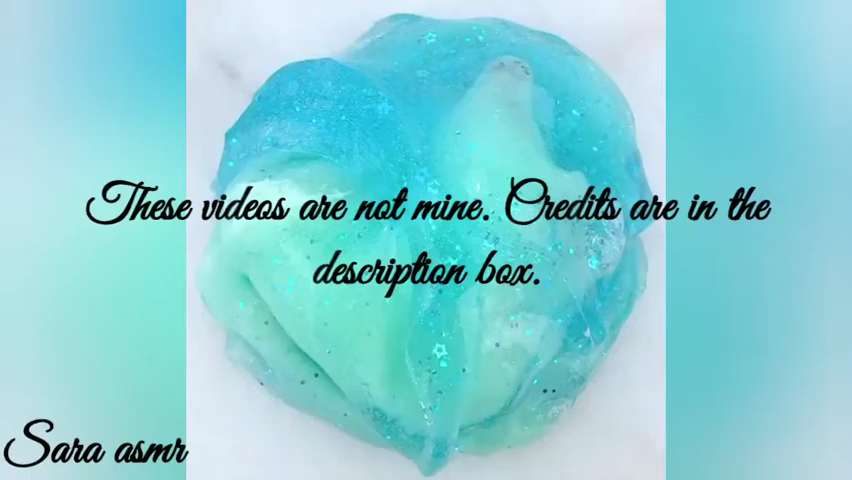 These videos are not mine. Credits are in the
description box.
Sara asmr